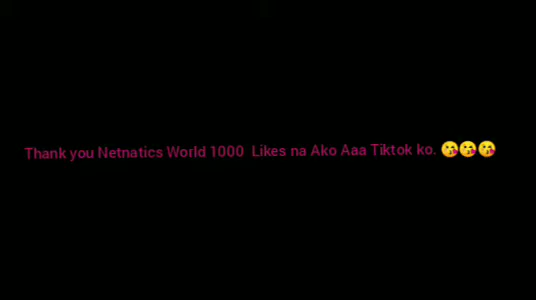 Thank you Netnatics World 1000 Likes na Ako Aaa Tiktok ko. 😘😘😘